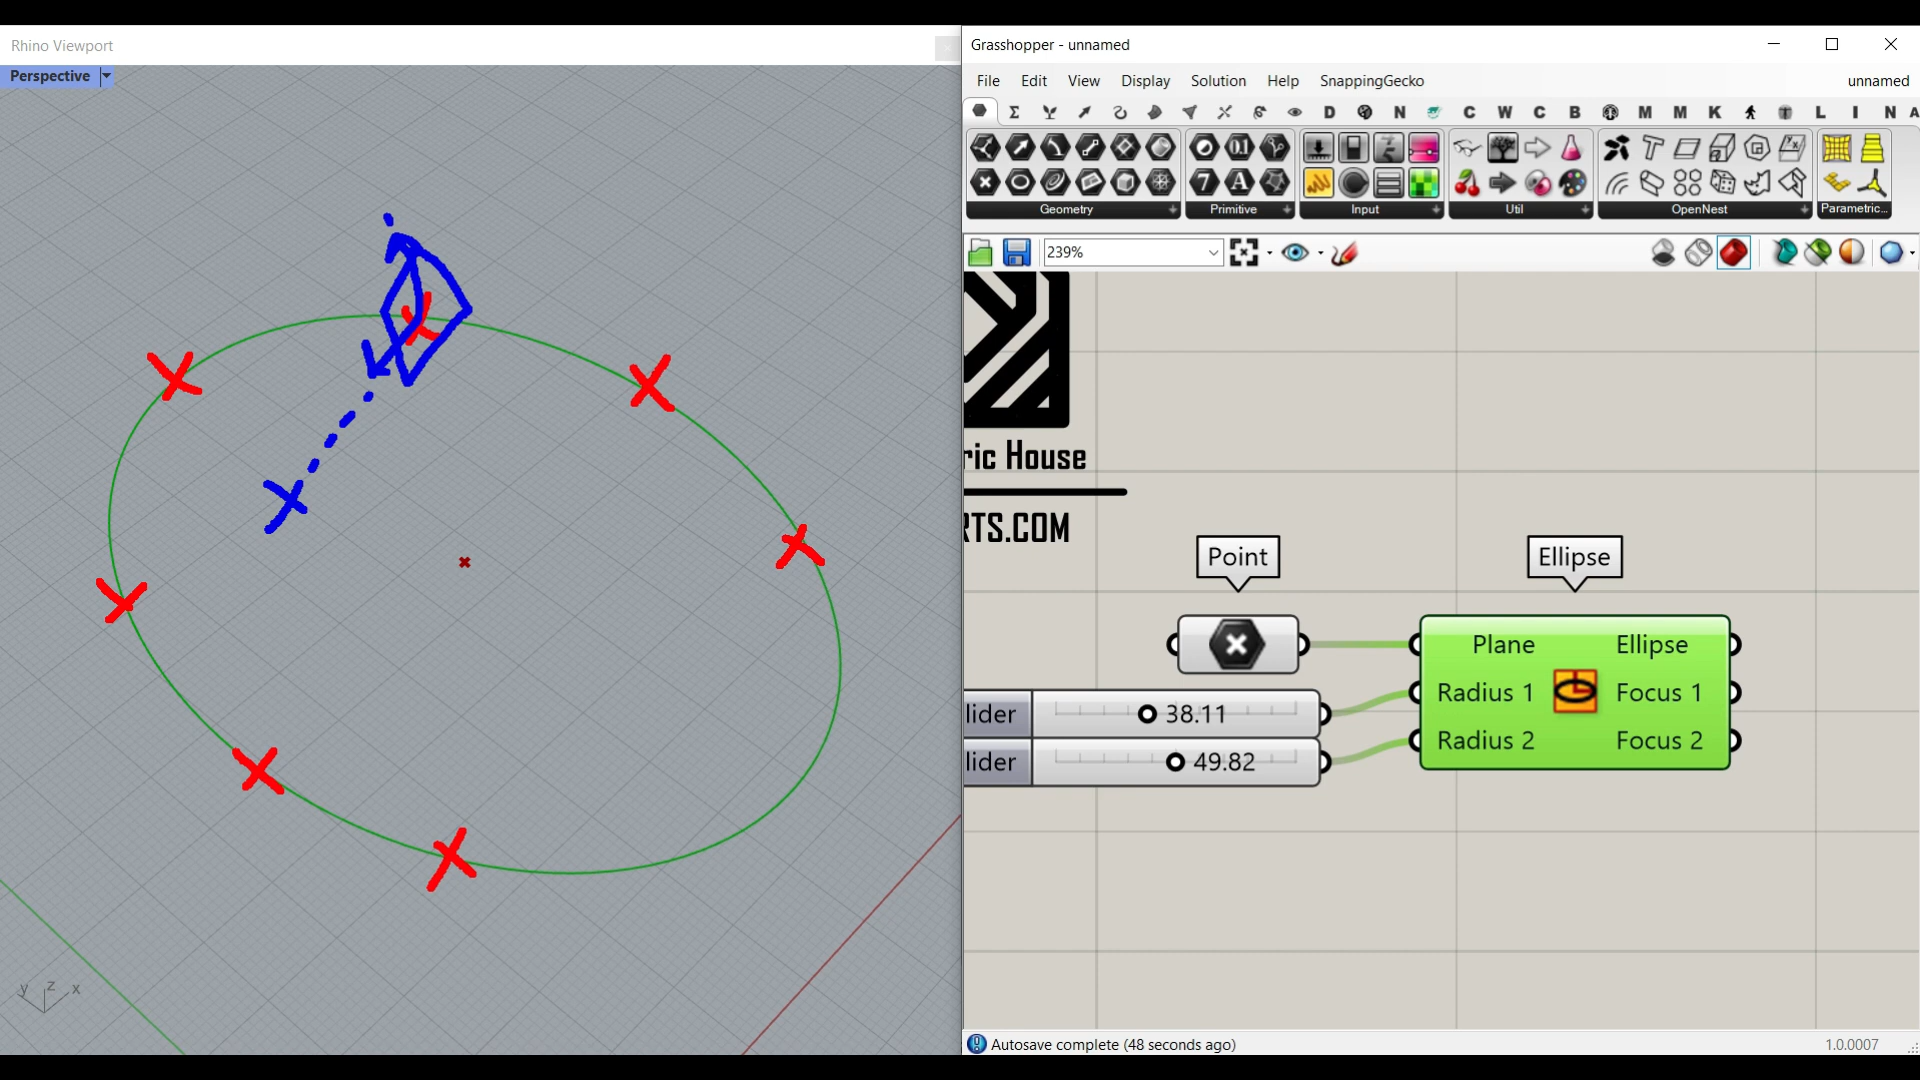 Rhino Viewport
Perspective
y z x
Grasshopper - unnamed
File Edit View Display Solution Help SnappingGecko unnamed
D N C W C B M M K L I N A
Geometry Primitive Input Util OpenNest Parametric...
239%
ric House
RTS.COM
Point
Ellipse
Plane Ellipse
Radius 1 Focus 1
Radius 2 Focus 2
lider 38.11
lider 49.82
Autosave complete (48 seconds ago) 1.0.0007